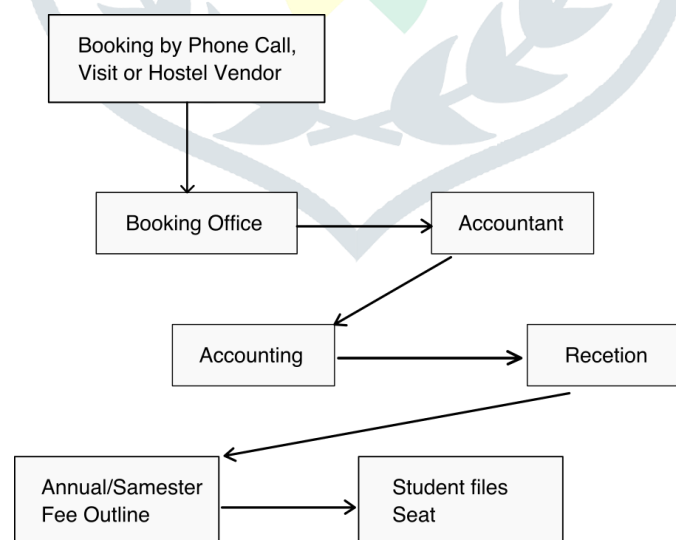 Booking by Phone Call,
Visit or Hostel Vendor
Booking Office
Accountant
Accounting
Recetion
Annual/Samester
Fee Outline
Student files
Seat